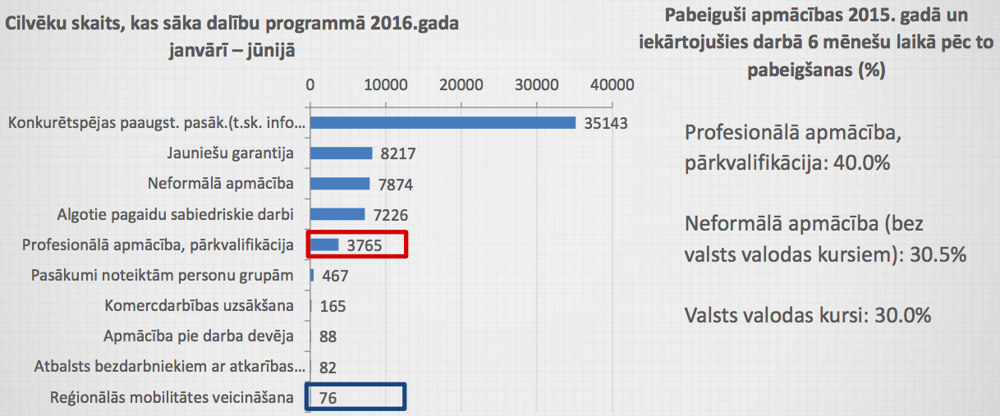 Cilvēku skaits, kas sāka dalību programmā 2016.gada
janvārī – jūnijā
0 10000 20000 30000 40000
Konkurētspējas paaugst. pasāk.(t.sk. info... 35143
Jauniešu garantija 8217
Neformālā apmācība 7874
Algotie pagaidu sabiedriskie darbi 7226
Profesionālā apmācība, pārkvalifikācija 3765
Pasākumi noteiktām personu grupām 467
Komercdarbības uzsākšana 165
Apmācība pie darba devēja 88
Atbalsts bezdarbniekiem ar atkarības... 82
Reģionālās mobilitātes veicināšana 76
Pabeiguši apmācības 2015. gadā un
iekārtojušies darbā 6 mēnešu laikā pēc to
pabeigšanas (%)
Profesionālā apmācība,
pārkvalifikācija: 40.0%
Neformālā apmācība (bez
valsts valodas kursiem): 30.5%
Valsts valodas kursi: 30.0%